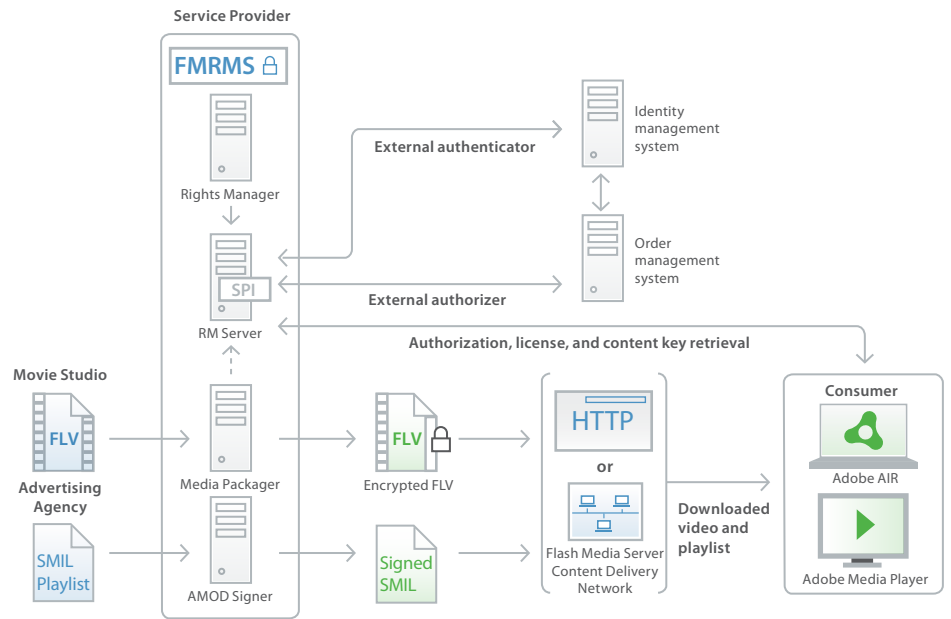 Service Provider
FMRMS
Rights Manager
SPI
RM Server
External authenticator
Identity
management
system
External authorizer
Order
management
system
Authorization, license, and content key retrieval
Movie Studio
FLV
Media Packager
FLV
Encrypted FLV
Advertising
Agency
SMIL
Playlist
AMOD Signer
Signed
SMIL
HTTP
or
Flash Media Server
Content Delivery
Network
Downloaded
video and
playlist
Consumer
Adobe AIR
Adobe Media Player